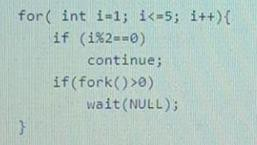 for( int i=1; i<=5; i++){
if (i%2==0)
continue;
if(fork()>0)
wait(NULL);
}